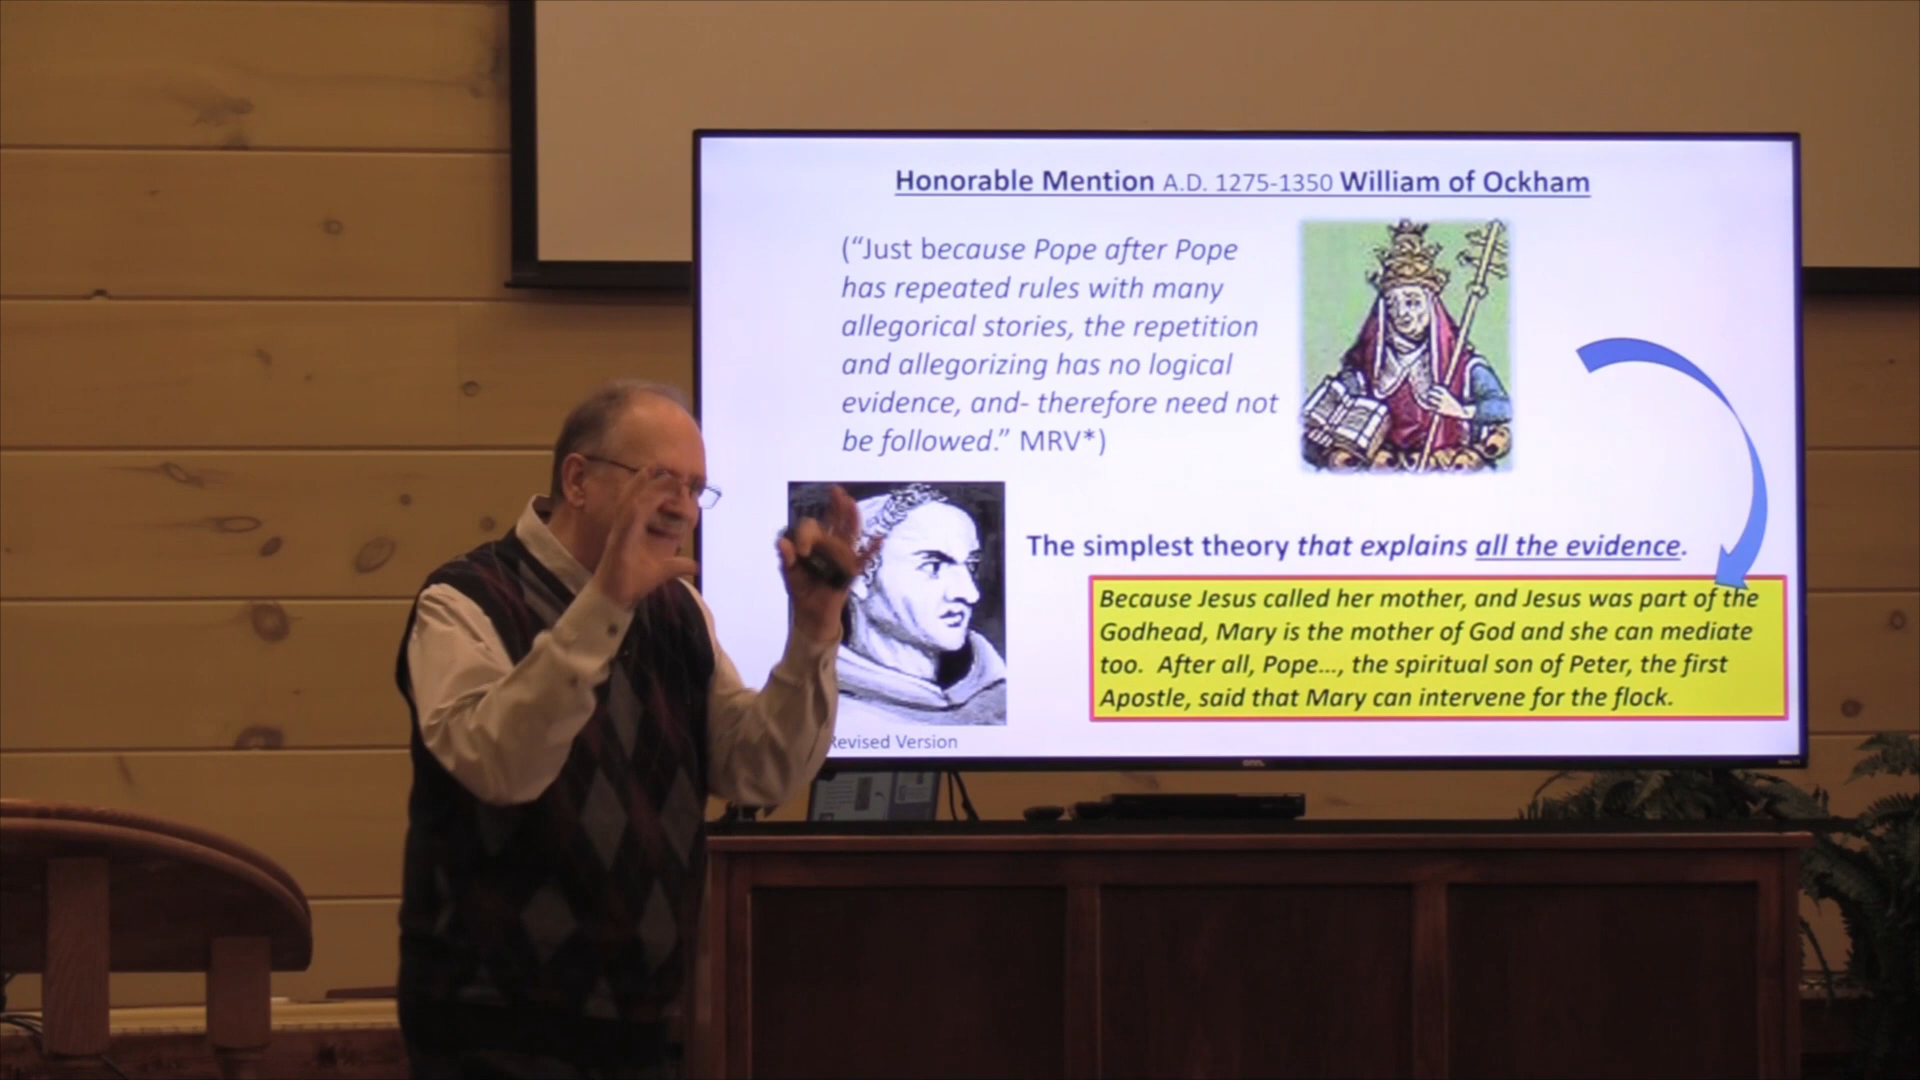 Honorable Mention A.D. 1275-1350 William of Ockham
(“Just because Pope after Pope
has repeated rules with many
allegorical stories, the repetition
and allegorizing has no logical
evidence, and- therefore need not
be followed.” MRV*)
The simplest theory that explains all the evidence.
Because Jesus called her mother, and Jesus was part of the
Godhead, Mary is the mother of God and she can mediate
too. After all, Pope..., the spiritual son of Peter, the first
Apostle, said that Mary can intervene for the flock.
Revised Version
onn.